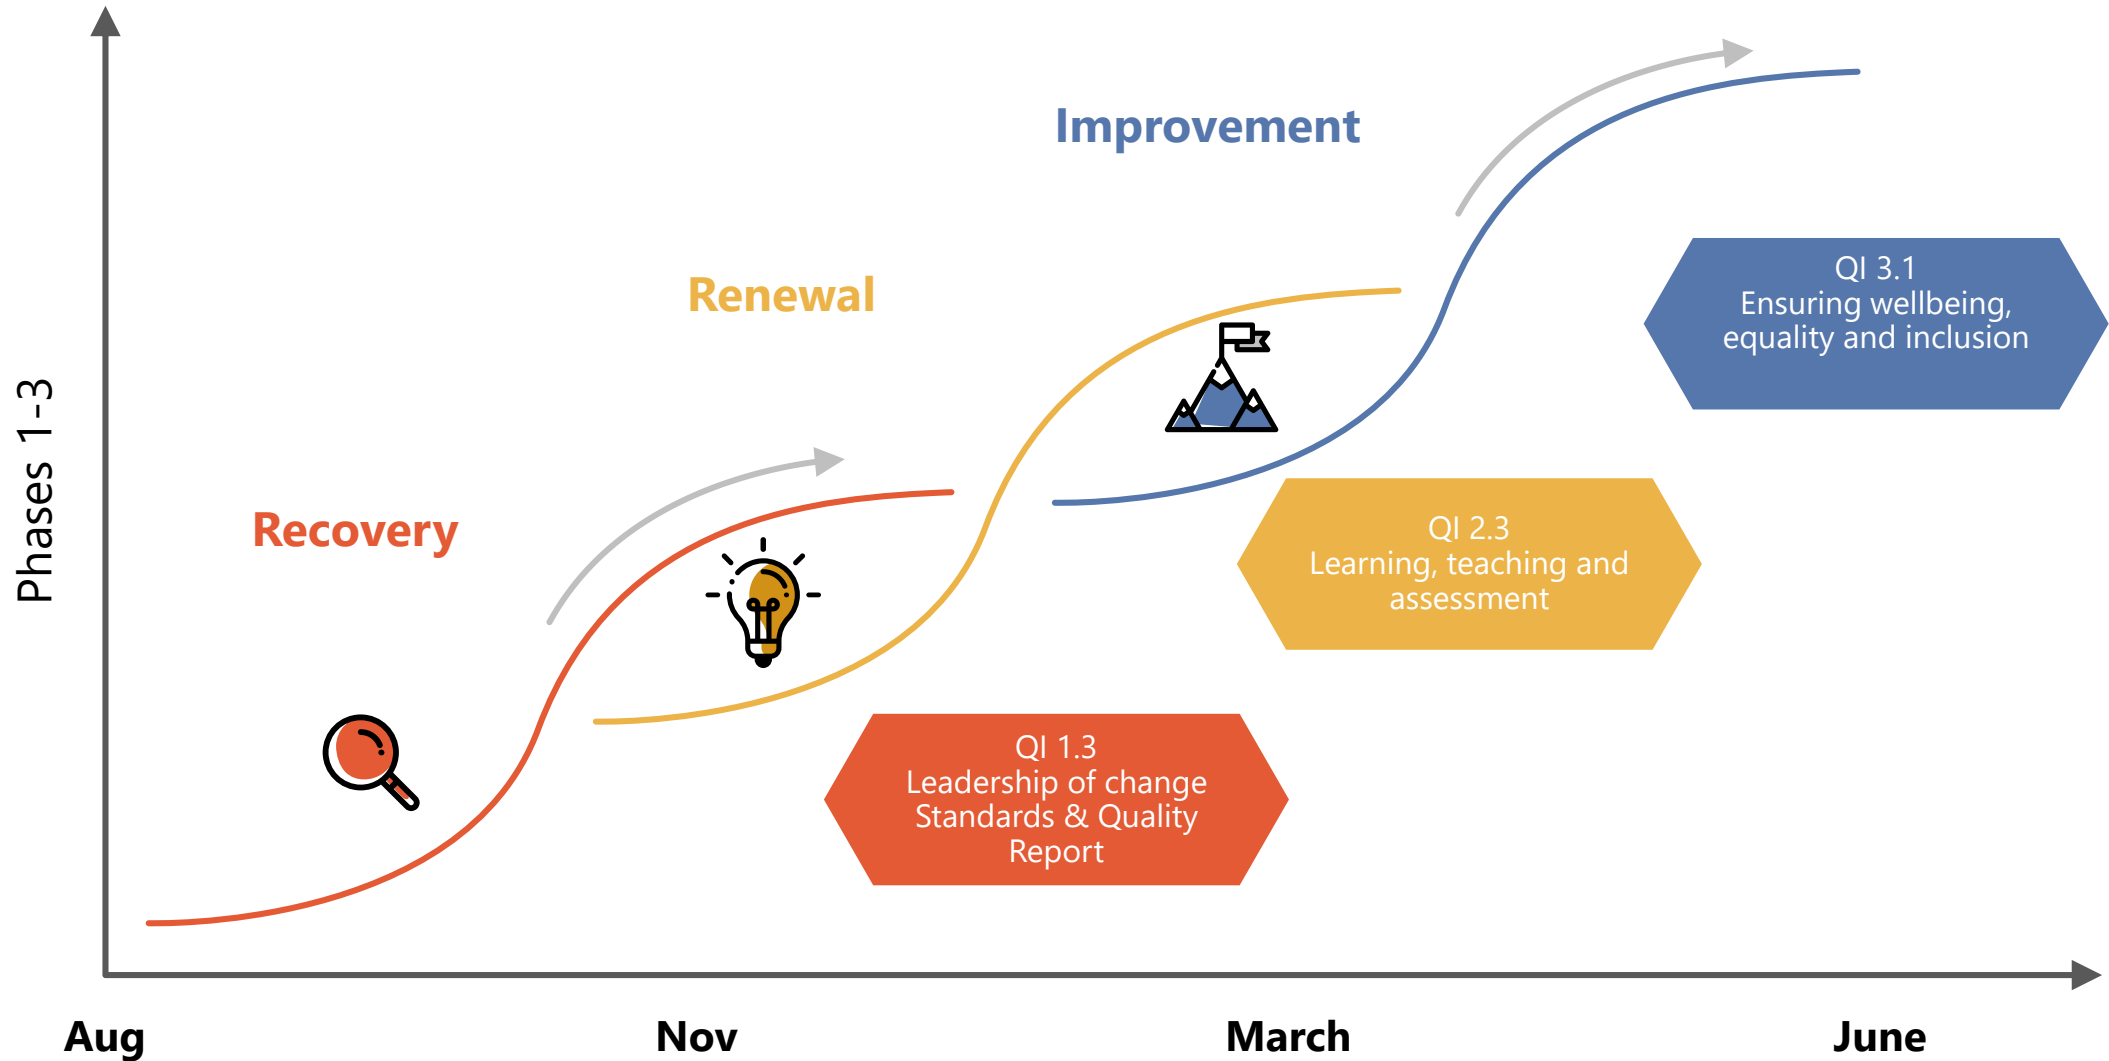 Phases 1-3
Improvement
Renewal
Recovery
QI 3.1
Ensuring wellbeing,
equality and inclusion
QI 2.3
Learning, teaching and
assessment
QI 1.3
Leadership of change
Standards & Quality
Report
Aug
Nov
March
June